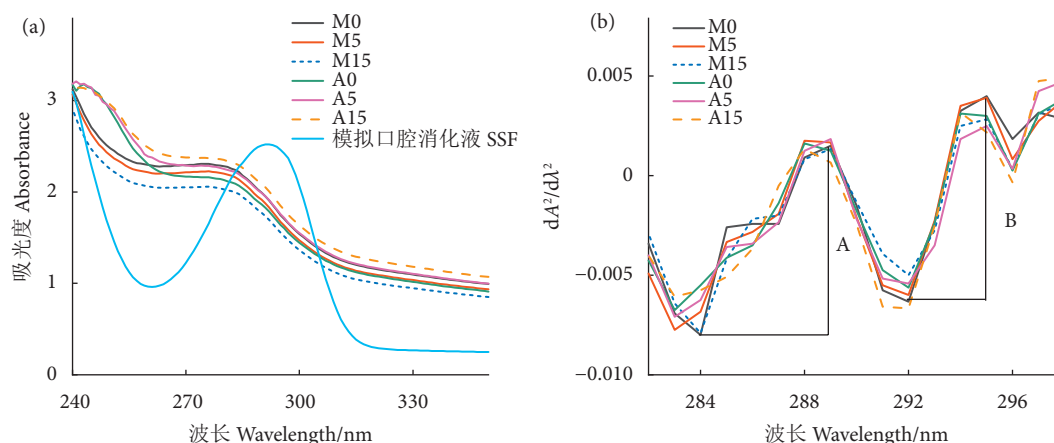 (a)
M0
M5
M15
A0
A5
A15
模拟口腔消化液 SSF
吸光度 Absorbance
3
2
1
0
240
270
300
330
波长 Wavelength/nm
(b)
M0
M5
M15
A0
A5
A15
dA²/dλ²
0.005
0
−0.005
−0.010
A
B
284
288
292
296
波长 Wavelength/nm